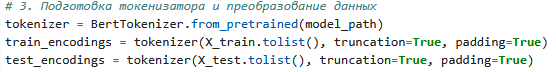 # 3. Подготовка токенизатора и преобразование данных
tokenizer = BertTokenizer.from_pretrained(model_path)
train_encodings = tokenizer(X_train.tolist(), truncation=True, padding=True)
test_encodings = tokenizer(X_test.tolist(), truncation=True, padding=True)